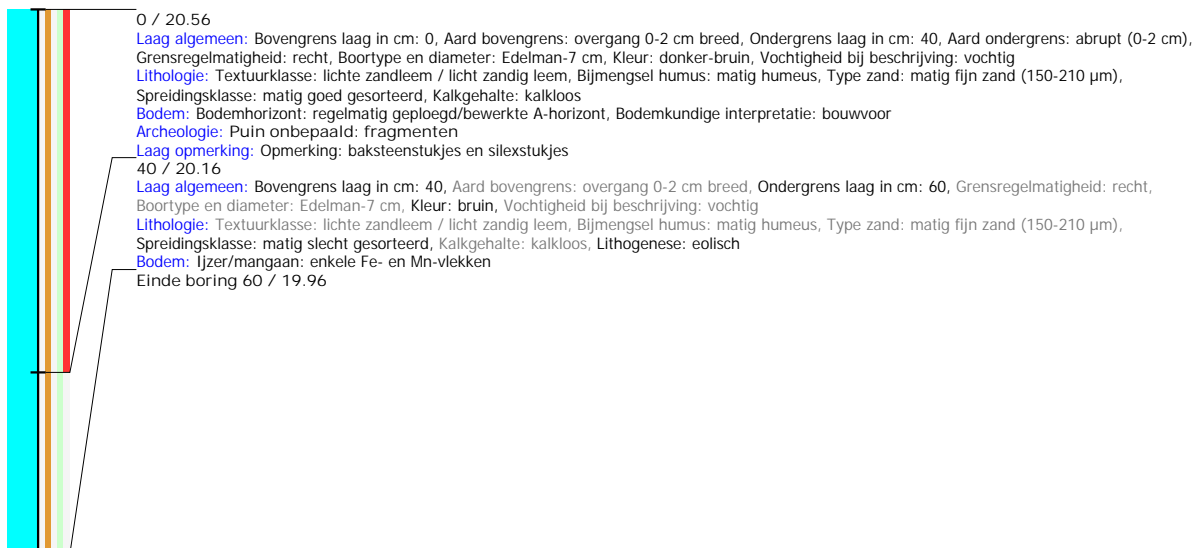 0 / 20.56
Laag algemeen: Bovengrens laag in cm: 0, Aard bovengrens: overgang 0-2 cm breed, Ondergrens laag in cm: 40, Aard ondergrens: abrupt (0-2 cm),
Grensregelmatigheid: recht, Boortype en diameter: Edelman-7 cm, Kleur: donker-bruin, Vochtigheid bij beschrijving: vochtig
Lithologie: Textuurklasse: lichte zandleem / licht zandig leem, Bijmengsel humus: matig humeus, Type zand: matig fijn zand (150-210 µm),
Spreidingsklasse: matig goed gesorteerd, Kalkgehalte: kalkloos
Bodem: Bodemhorizont: regelmatig geploegd/bewerkte A-horizont, Bodemkundige interpretatie: bouwvoor
Archeologie: Puin onbepaald: fragmenten
Laag opmerking: Opmerking: baksteenstukjes en silexstukjes
40 / 20.16
Laag algemeen: Bovengrens laag in cm: 40, Aard bovengrens: overgang 0-2 cm breed, Ondergrens laag in cm: 60, Grensregelmatigheid: recht,
Boortype en diameter: Edelman-7 cm, Kleur: bruin, Vochtigheid bij beschrijving: vochtig
Lithologie: Textuurklasse: lichte zandleem / licht zandig leem, Bijmengsel humus: matig humeus, Type zand: matig fijn zand (150-210 µm),
Spreidingsklasse: matig slecht gesorteerd, Kalkgehalte: kalkloos, Lithogenese: eolisch
Bodem: Ijzer/mangaan: enkele Fe- en Mn-vlekken
Einde boring 60 / 19.96